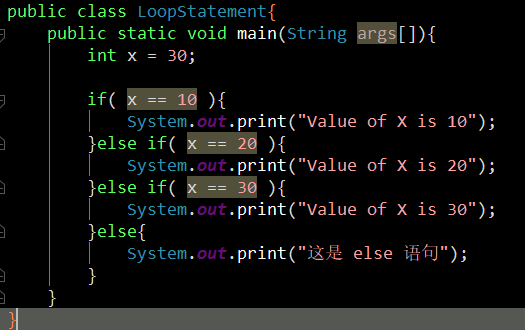 public class LoopStatement{
    public static void main(String args[]){
        int x = 30;

        if( x == 10 ){
            System.out.print("Value of X is 10");
        }else if( x == 20 ){
            System.out.print("Value of X is 20");
        }else if( x == 30 ){
            System.out.print("Value of X is 30");
        }else{
            System.out.print("这是 else 语句");
        }
    }
}